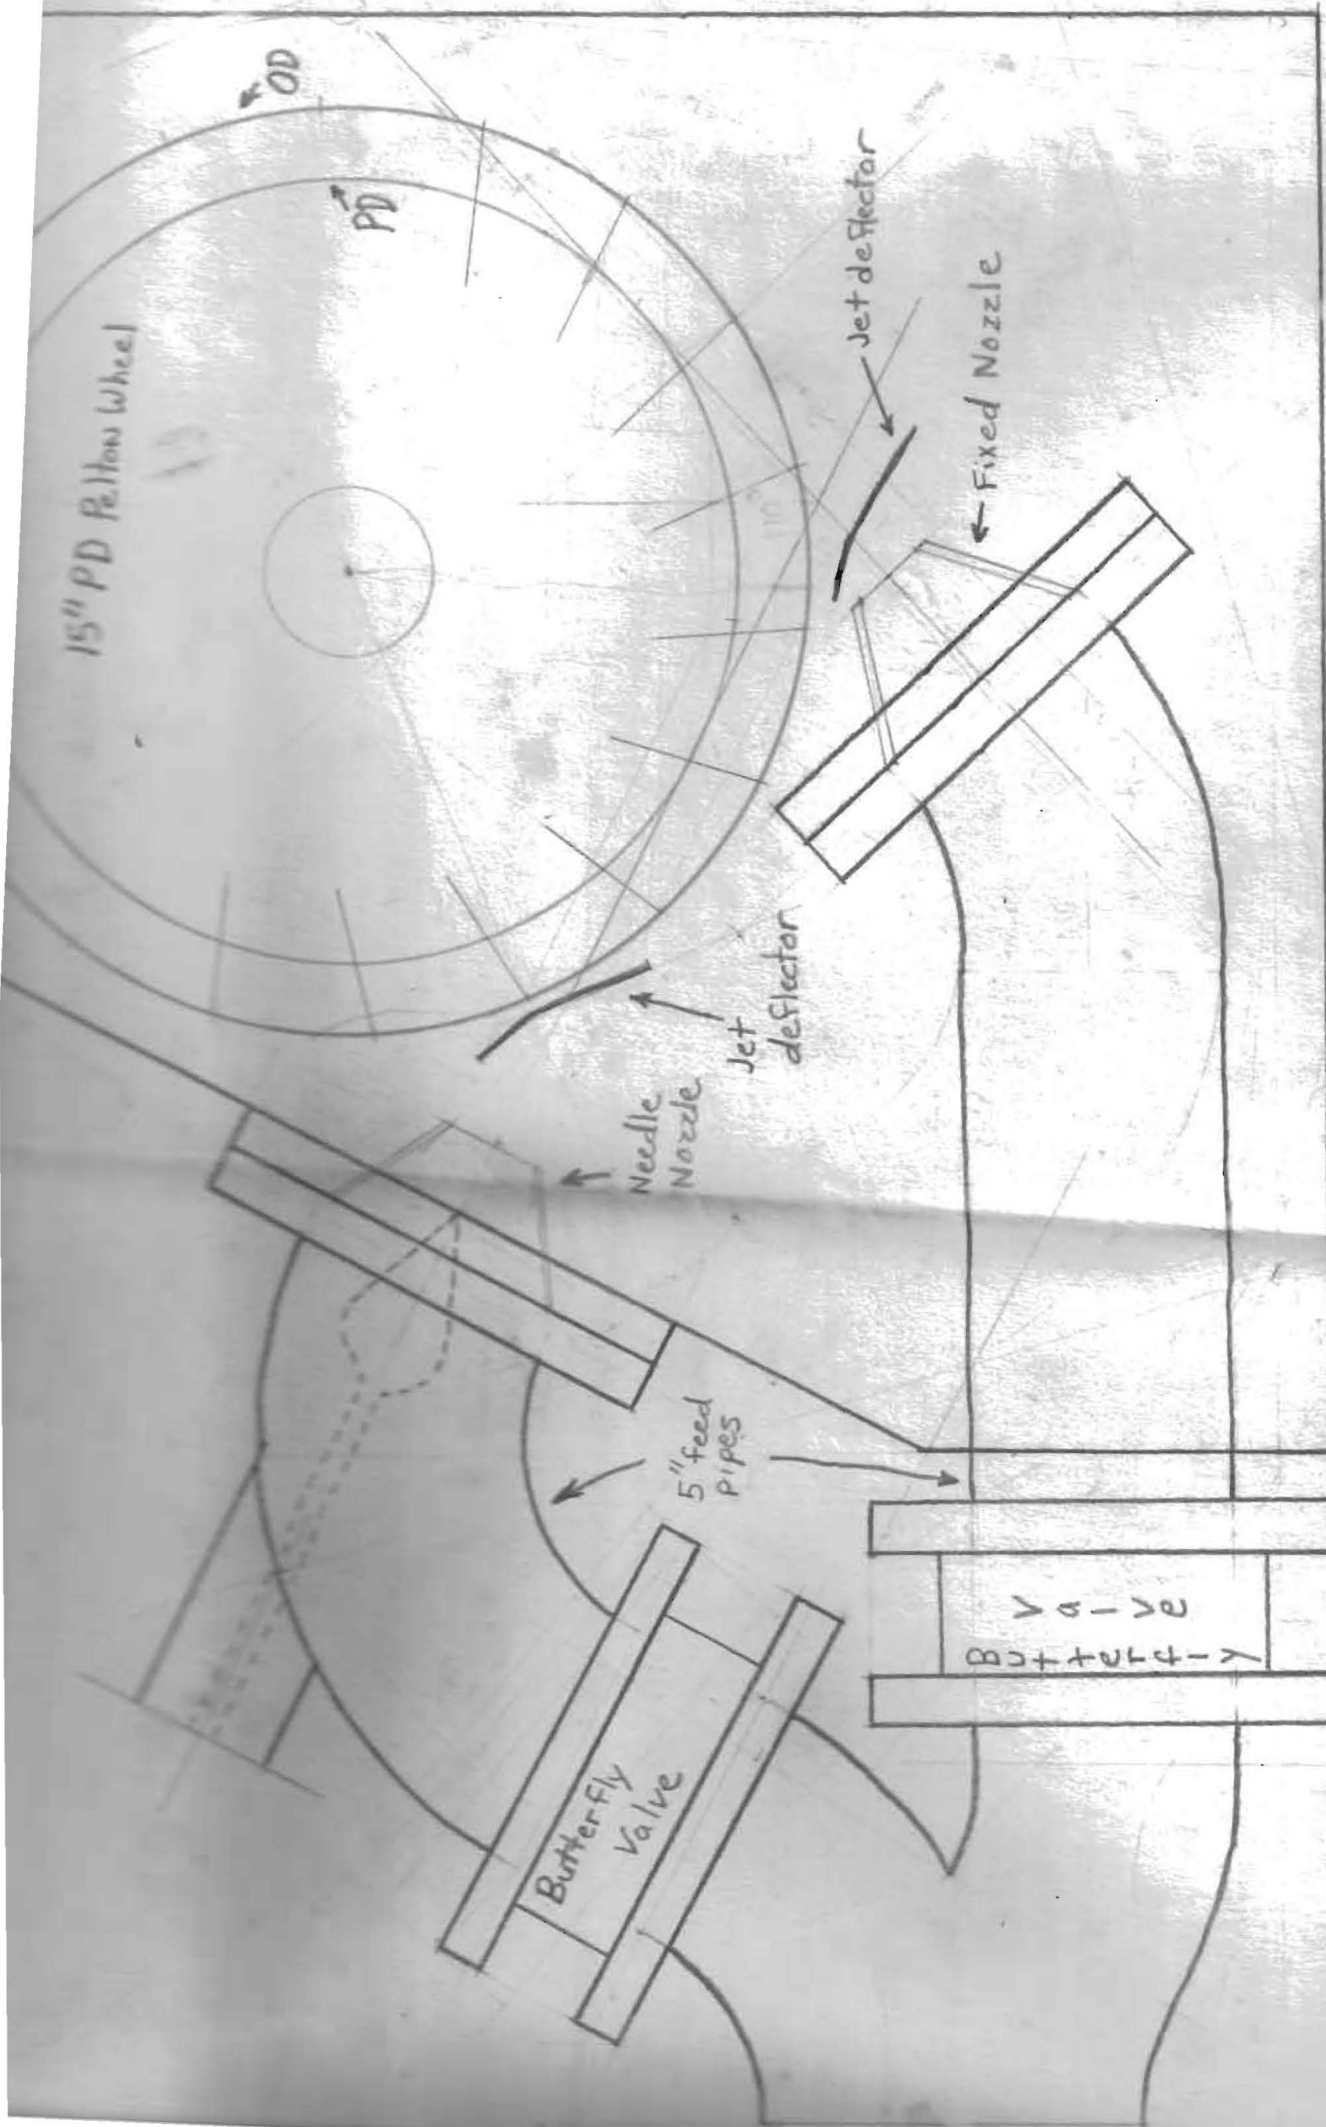 15" PD Pelton Wheel
OD
PD
Jet deflector
Fixed Nozzle
Jet
deflector
Needle
Nozzle
5" feed
pipes
Butterfly
Valve
Butterfly
Valve